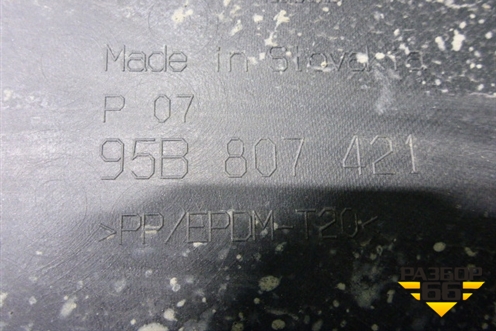 Made in Slovakia
P 07
95B 807 421
>PP/EPDM-T20<
РАЗБОР
66